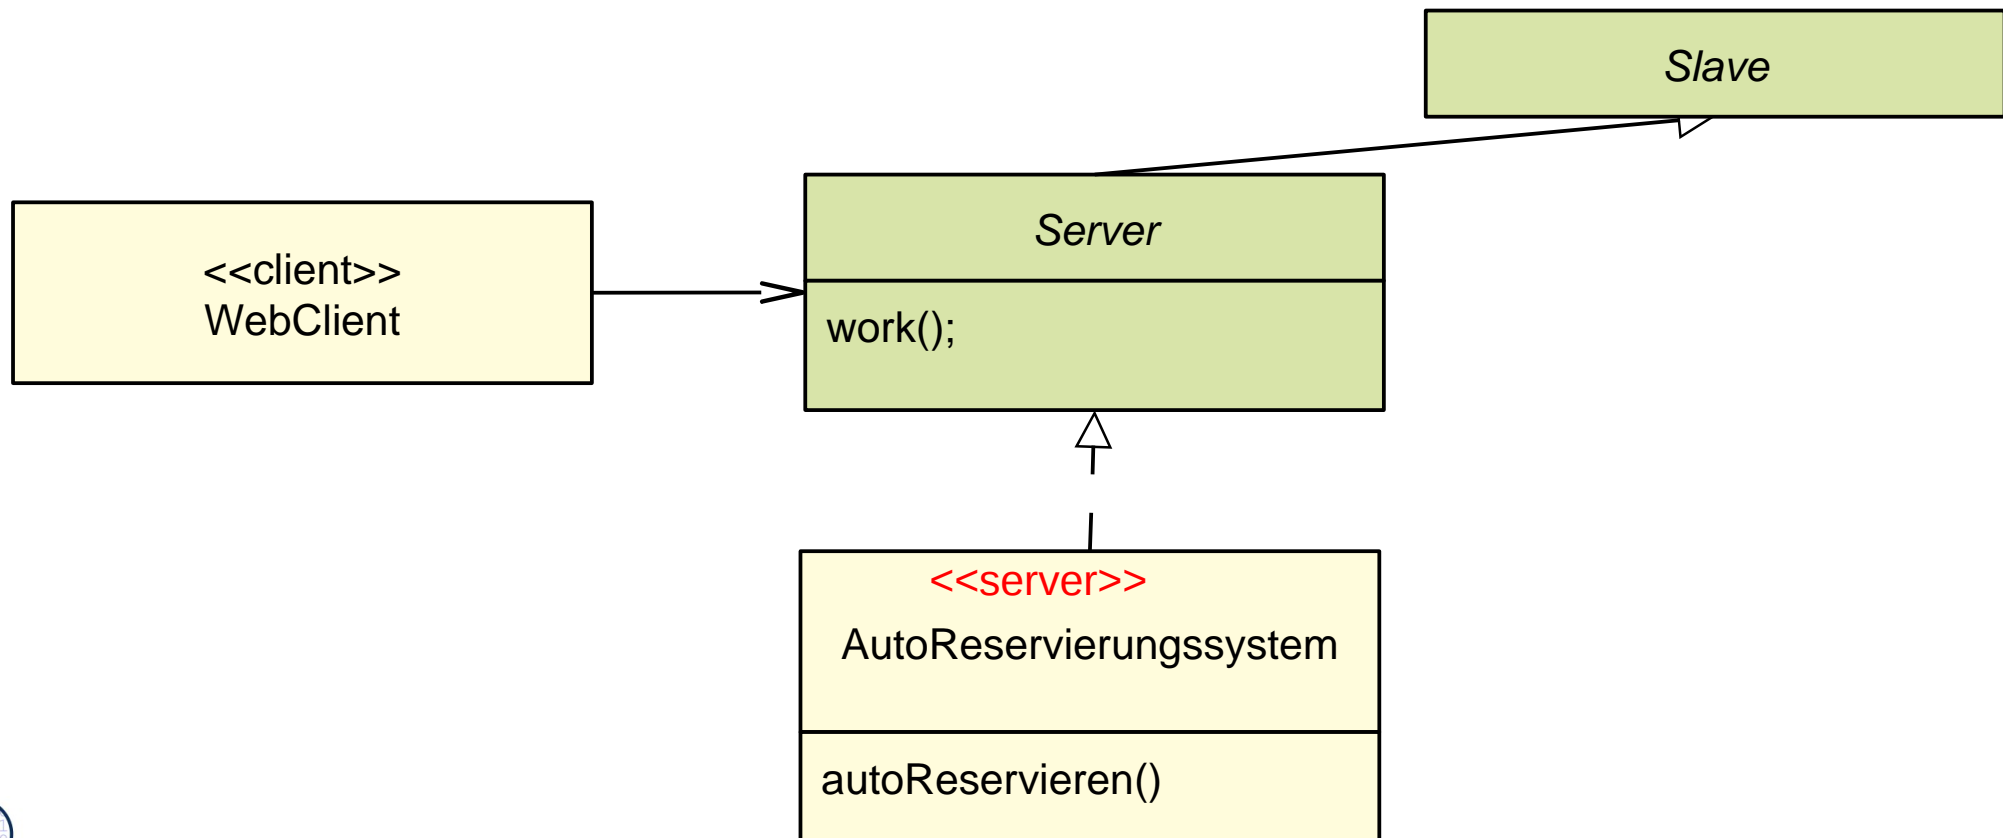 Slave
Server
<<client>>
WebClient
work();
<<server>>
AutoReservierungssystem
autoReservieren()